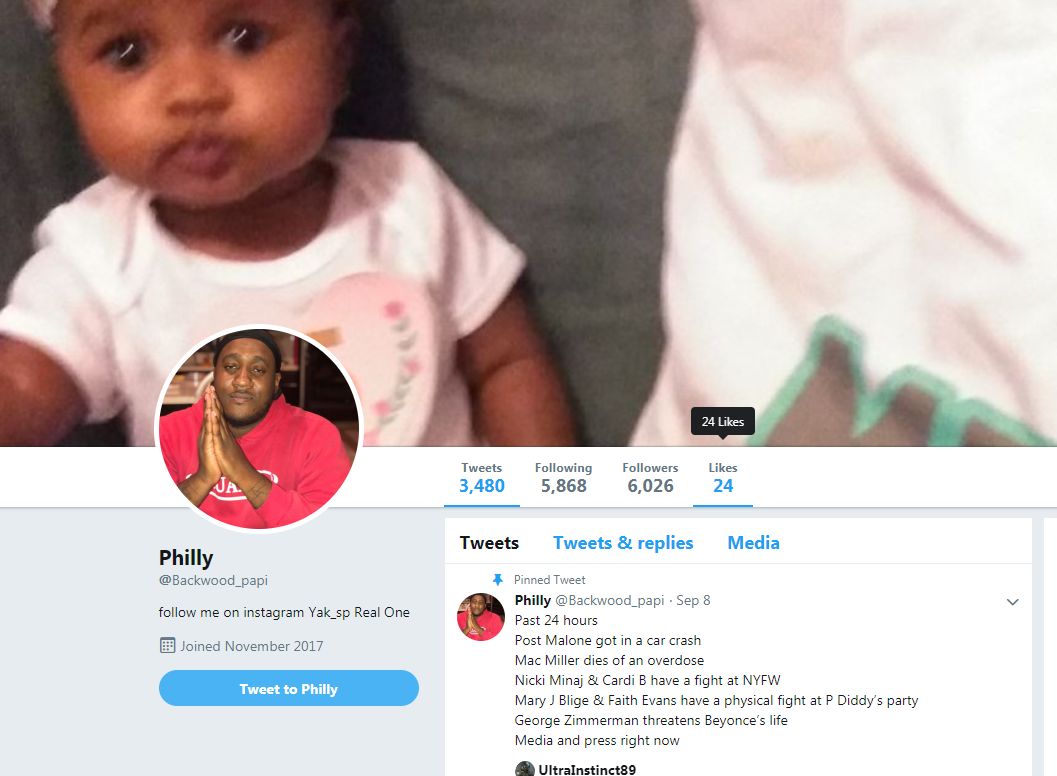 24 Likes
Tweets
3,480
Following
5,868
Followers
6,026
Likes
24
Philly
@Backwood_papi
follow me on instagram Yak_sp Real One
Joined November 2017
Tweet to Philly
Tweets Tweets & replies Media
Pinned Tweet
Philly @Backwood_papi · Sep 8
Past 24 hours
Post Malone got in a car crash
Mac Miller dies of an overdose
Nicki Minaj & Cardi B have a fight at NYFW
Mary J Blige & Faith Evans have a physical fight at P Diddy’s party
George Zimmerman threatens Beyonce’s life
Media and press right now
UltraInstinct89